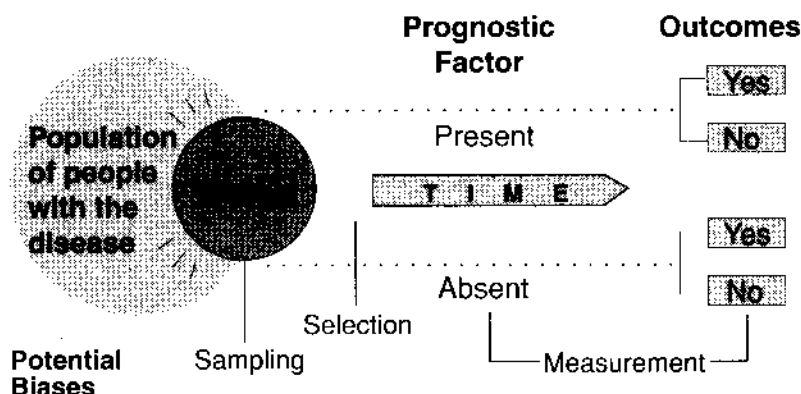 Prognostic
Factor
Outcomes
Population
of people
with the
disease
Present
Yes
No
T I M E
Absent
Yes
No
Selection
Sampling
Measurement
Potential
Biases